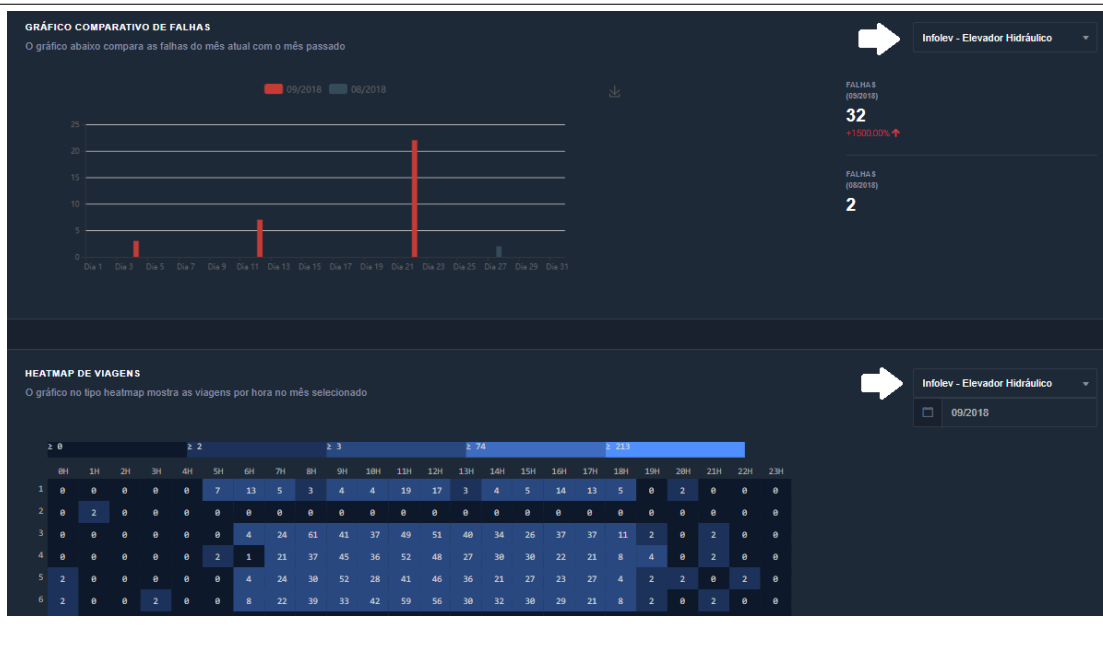 GRÁFICO COMPARATIVO DE FALHAS
O gráfico abaixo compara as falhas do mês atual com o mês passado
Infolev - Elevador Hidráulico
09/2018 08/2018
FALHAS
(09/2018)
32
+1500.00%
FALHAS
(08/2018)
2
25
20
15
10
5
0
Dia 1 Dia 3 Dia 5 Dia 7 Dia 9 Dia 11 Dia 13 Dia 15 Dia 17 Dia 19 Dia 21 Dia 23 Dia 25 Dia 27 Dia 29 Dia 31
HEATMAP DE VIAGENS
O gráfico no tipo heatmap mostra as viagens por hora no mês selecionado
Infolev - Elevador Hidráulico
09/2018
≥ 0 ≥ 2 ≥ 3 ≥ 74 ≥ 213
0H 1H 2H 3H 4H 5H 6H 7H 8H 9H 10H 11H 12H 13H 14H 15H 16H 17H 18H 19H 20H 21H 22H 23H
1 0 0 0 0 0 7 13 5 3 4 4 19 17 3 4 5 14 13 5 0 2 0 0 0
2 0 2 0 0 0 0 0 0 0 0 0 0 0 0 0 0 0 0 0 0 0 0 0 0
3 0 0 0 0 0 0 4 24 61 41 37 49 51 40 34 26 37 37 11 2 0 2 0 0
4 0 0 0 0 0 2 1 21 37 45 36 52 48 27 30 30 22 21 8 4 0 2 0 0
5 2 0 0 0 0 0 4 24 30 52 28 41 46 36 21 27 23 27 4 2 2 0 2 0
6 2 0 0 2 0 0 8 22 39 33 42 59 56 30 32 30 29 21 8 2 0 2 0 0